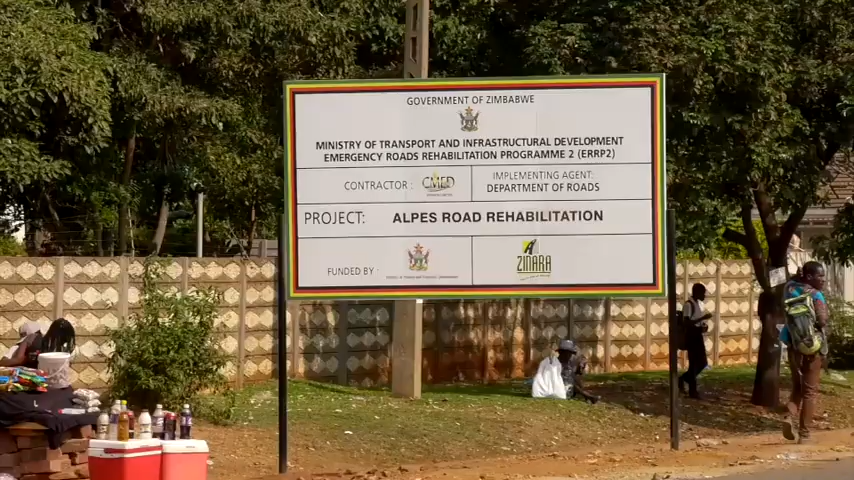 GOVERNMENT OF ZIMBABWE
MINISTRY OF TRANSPORT AND INFRASTRUCTURAL DEVELOPMENT
EMERGENCY ROADS REHABILITATION PROGRAMME 2 (ERRP2)
CONTRACTOR : CMED
IMPLEMENTING AGENT:
DEPARTMENT OF ROADS
PROJECT: ALPES ROAD REHABILITATION
FUNDED BY :
ZINARA